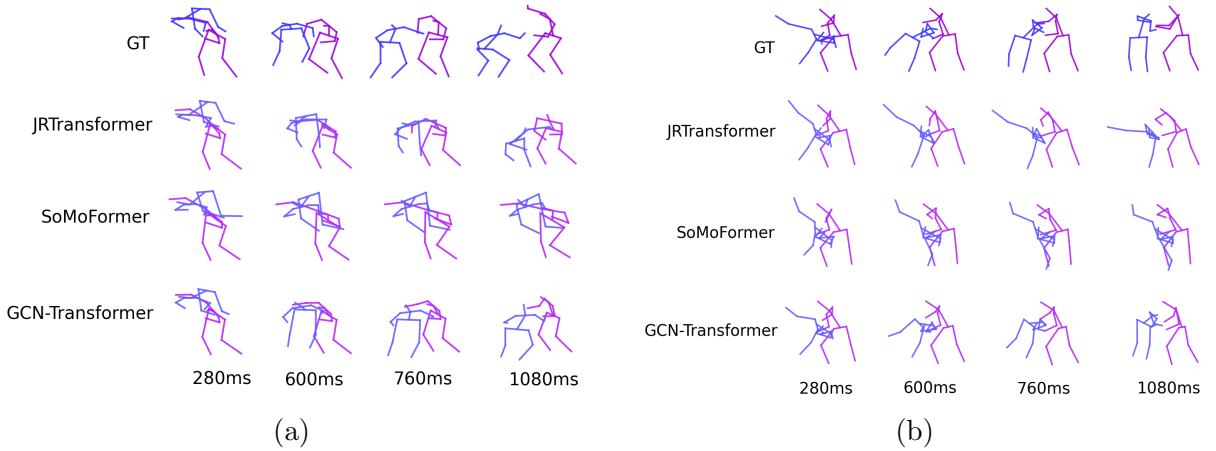 GT
JRTransformer
SoMoFormer
GCN-Transformer
280ms 600ms 760ms 1080ms
(a)
GT
JRTransformer
SoMoFormer
GCN-Transformer
280ms 600ms 760ms 1080ms
(b)